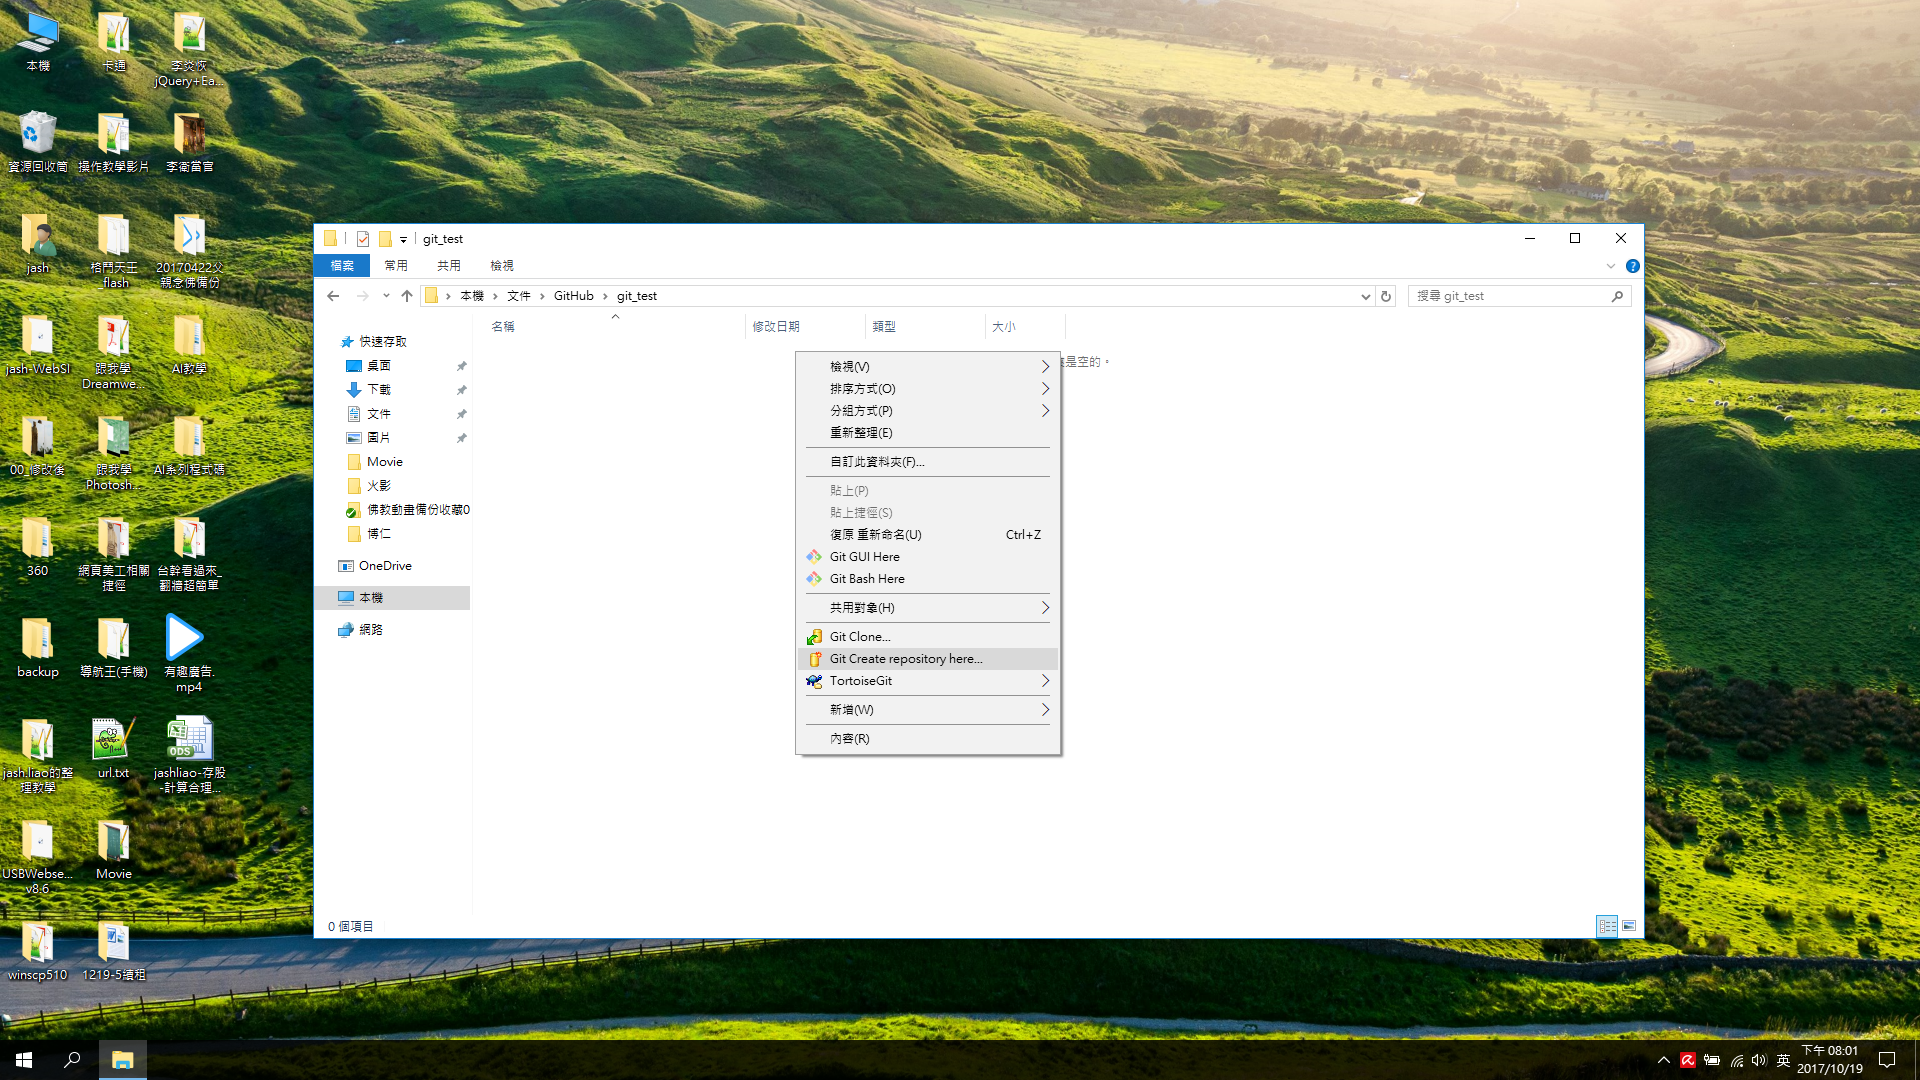 本機
卡通
李炎恢
jQuery+Ea...
資源回收筒
操作教學影片
李衛當官
jash
格鬥天王
_flash
20170422父
親念佛備份
jash-WebSI
跟我學
Dreamwe...
AI教學
00_修改後
跟我學
Photosh...
AI系列程式碼
360
網頁美工相關
捷徑
台幹看過來_
翻牆超簡單
backup
導航王(手機)
有趣廣告.
mp4
jash.liao的整
理教學
url.txt
ODS
jashliao-存股
-計算合理...
USBWebse...
v8.6
Movie
winscp510
1219-5續租
git_test
檔案
常用
共用
檢視
本機
文件
GitHub
git_test
搜尋 git_test
名稱
修改日期
類型
大小
是空的。
快速存取
桌面
下載
文件
圖片
Movie
火影
佛教動畫備份收藏0
博仁
OneDrive
本機
網路
檢視(V)
排序方式(O)
分組方式(P)
重新整理(E)
自訂此資料夾(F)...
貼上(P)
貼上捷徑(S)
復原 重新命名(U) Ctrl+Z
Git GUI Here
Git Bash Here
共用對象(H)
Git Clone...
Git Create repository here...
TortoiseGit
新增(W)
內容(R)
0 個項目
英
下午 08:01
2017/10/19